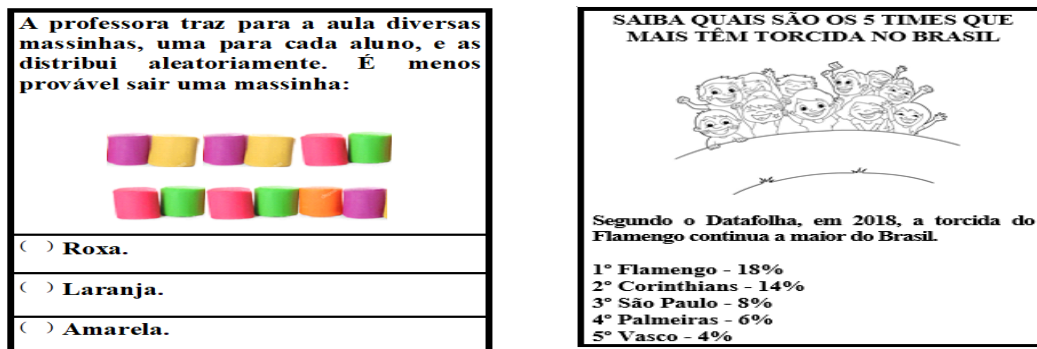 A professora traz para a aula diversas
massinhas, uma para cada aluno, e as
distribui aleatoriamente. É menos
provável sair uma massinha:
( ) Roxa.
( ) Laranja.
( ) Amarela.
SAIBA QUAIS SÃO OS 5 TIMES QUE
MAIS TÊM TORCIDA NO BRASIL
Segundo o Datafolha, em 2018, a torcida do
Flamengo continua a maior do Brasil.
1º Flamengo - 18%
2º Corinthians - 14%
3º São Paulo - 8%
4º Palmeiras - 6%
5º Vasco - 4%